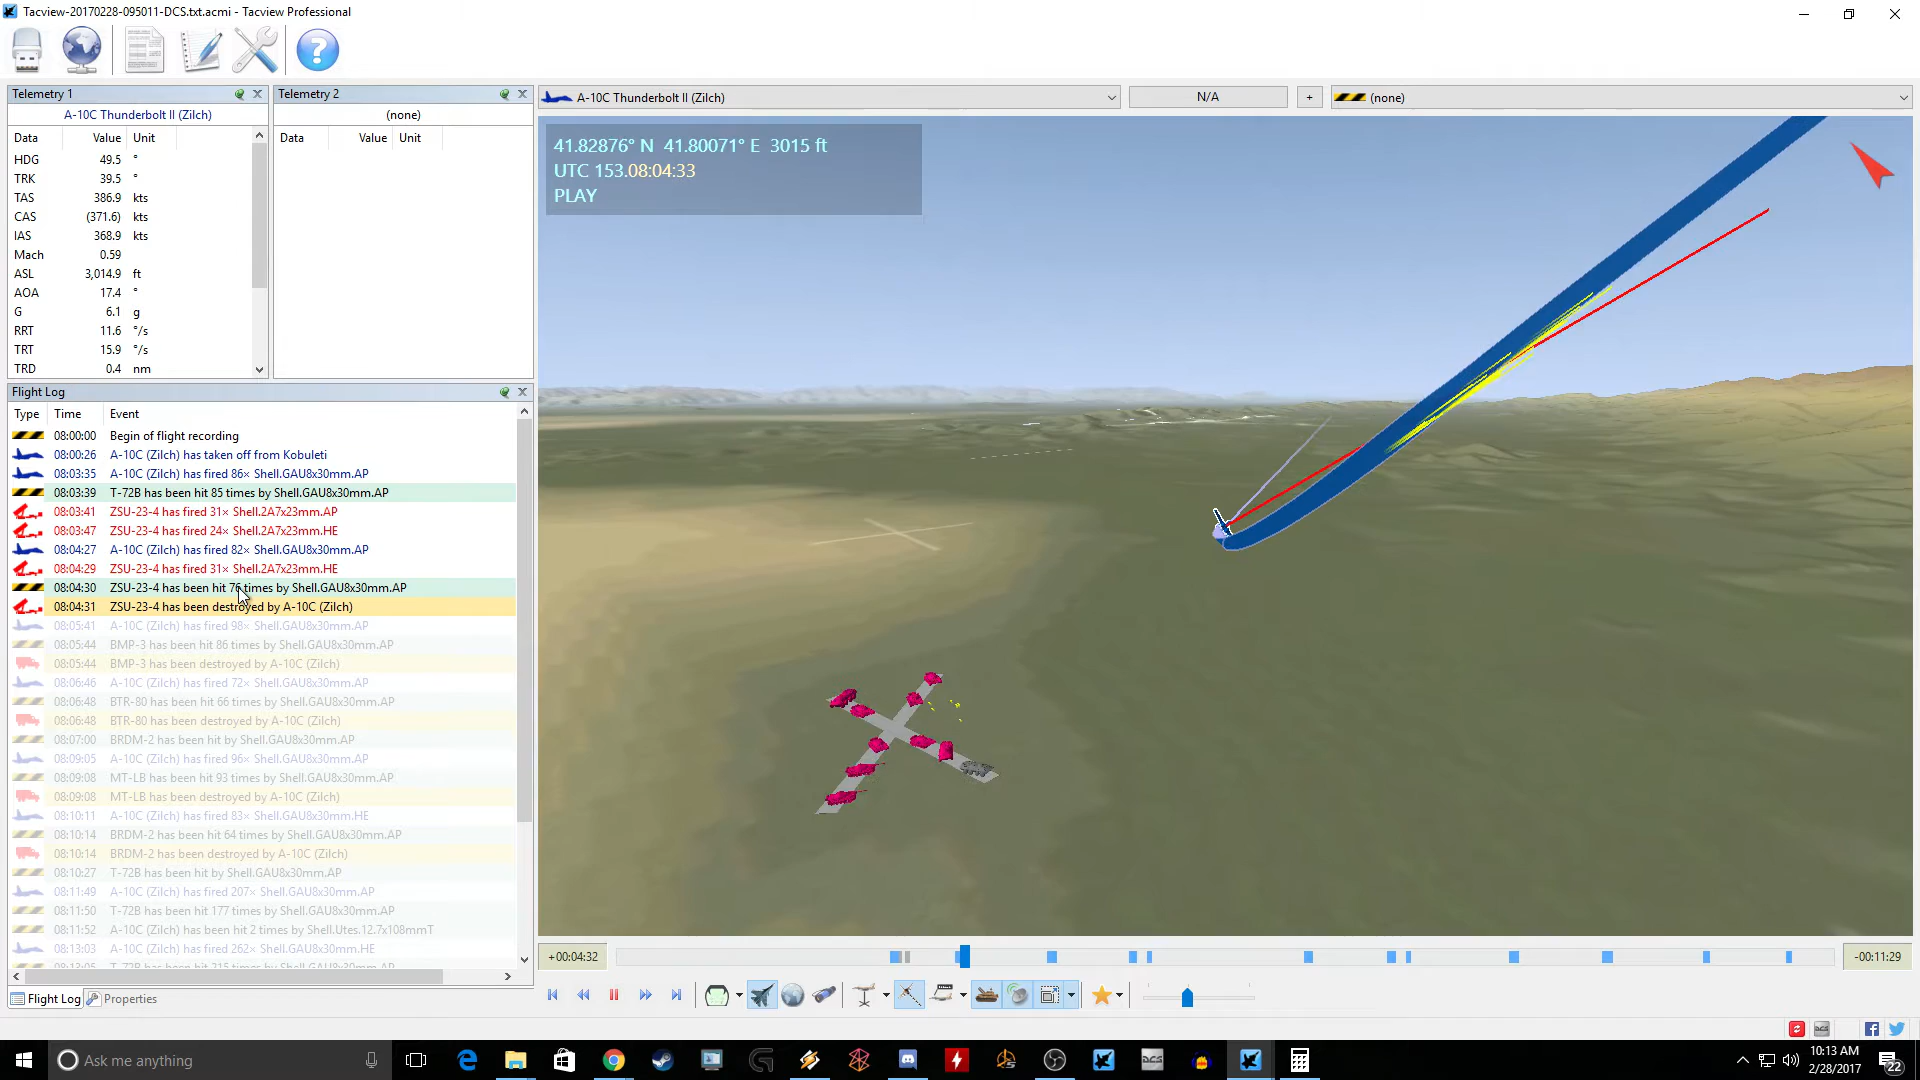 Tacview-20170228-095011-DCS.txt.acmi - Tacview Professional
Telemetry 1
Telemetry 2
A-10C Thunderbolt II (Zilch)
N/A
+
(none)
A-10C Thunderbolt II (Zilch)
(none)
Data Value Unit
Data Value Unit
HDG 49.5 °
TRK 39.5 °
TAS 386.9 kts
CAS (371.6) kts
IAS 368.9 kts
Mach 0.59
ASL 3,014.9 ft
AOA 17.4 °
G 6.1 g
RRT 11.6 °/s
TRT 15.9 °/s
TRD 0.4 nm
41.82876° N 41.80071° E 3015 ft
UTC 153.08:04:33
PLAY
Flight Log
Type Time Event
08:00:00 Begin of flight recording
08:00:26 A-10C (Zilch) has taken off from Kobuleti
08:03:35 A-10C (Zilch) has fired 86× Shell.GAU8x30mm.AP
08:03:39 T-72B has been hit 85 times by Shell.GAU8x30mm.AP
08:03:41 ZSU-23-4 has fired 31× Shell.2A7x23mm.AP
08:03:47 ZSU-23-4 has fired 24× Shell.2A7x23mm.HE
08:04:27 A-10C (Zilch) has fired 82× Shell.GAU8x30mm.AP
08:04:29 ZSU-23-4 has fired 31× Shell.2A7x23mm.HE
08:04:30 ZSU-23-4 has been hit 76 times by Shell.GAU8x30mm.AP
08:04:31 ZSU-23-4 has been destroyed by A-10C (Zilch)
08:05:41 A-10C (Zilch) has fired 98× Shell.GAU8x30mm.AP
08:05:44 BMP-3 has been hit 86 times by Shell.GAU8x30mm.AP
08:05:44 BMP-3 has been destroyed by A-10C (Zilch)
08:06:46 A-10C (Zilch) has fired 72× Shell.GAU8x30mm.AP
08:06:48 BTR-80 has been hit 66 times by Shell.GAU8x30mm.AP
08:06:48 BTR-80 has been destroyed by A-10C (Zilch)
08:07:00 BRDM-2 has been hit by Shell.GAU8x30mm.AP
08:09:05 A-10C (Zilch) has fired 96× Shell.GAU8x30mm.AP
08:09:08 MT-LB has been hit 93 times by Shell.GAU8x30mm.AP
08:09:08 MT-LB has been destroyed by A-10C (Zilch)
08:10:11 A-10C (Zilch) has fired 83× Shell.GAU8x30mm.HE
08:10:14 BRDM-2 has been hit 64 times by Shell.GAU8x30mm.AP
08:10:14 BRDM-2 has been destroyed by A-10C (Zilch)
08:10:27 T-72B has been hit by Shell.GAU8x30mm.AP
08:11:49 A-10C (Zilch) has fired 207× Shell.GAU8x30mm.AP
08:11:50 T-72B has been hit 177 times by Shell.GAU8x30mm.AP
08:11:52 A-10C (Zilch) has been hit 2 times by Shell.Utes.12.7x108mmT
08:13:03 A-10C (Zilch) has fired 262× Shell.GAU8x30mm.HE
08:13:05 T-72B has been hit 215 times by Shell.GAU8x30mm.AP
+00:04:32
-00:11:29
Flight Log
Properties
Ask me anything
10:13 AM
2/28/2017
22